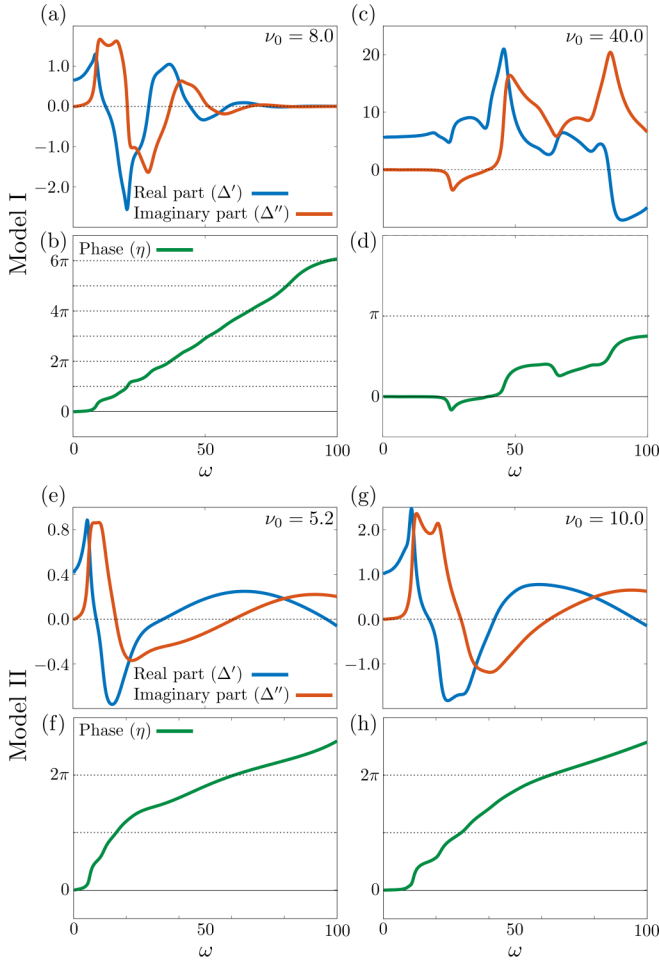 (a)
ν₀ = 8.0
1.0
0.0
−1.0
−2.0
Real part (Δ′)
Imaginary part (Δ″)
(c)
ν₀ = 40.0
20
10
0
Model I
(b)
Phase (η)
6π
4π
2π
0
0
50
100
ω
(d)
π
0
0
50
100
ω
(e)
ν₀ = 5.2
0.8
0.4
0.0
−0.4
Real part (Δ′)
Imaginary part (Δ″)
(g)
ν₀ = 10.0
2.0
1.0
0.0
−1.0
Model II
(f)
Phase (η)
2π
0
0
50
100
ω
(h)
2π
0
0
50
100
ω